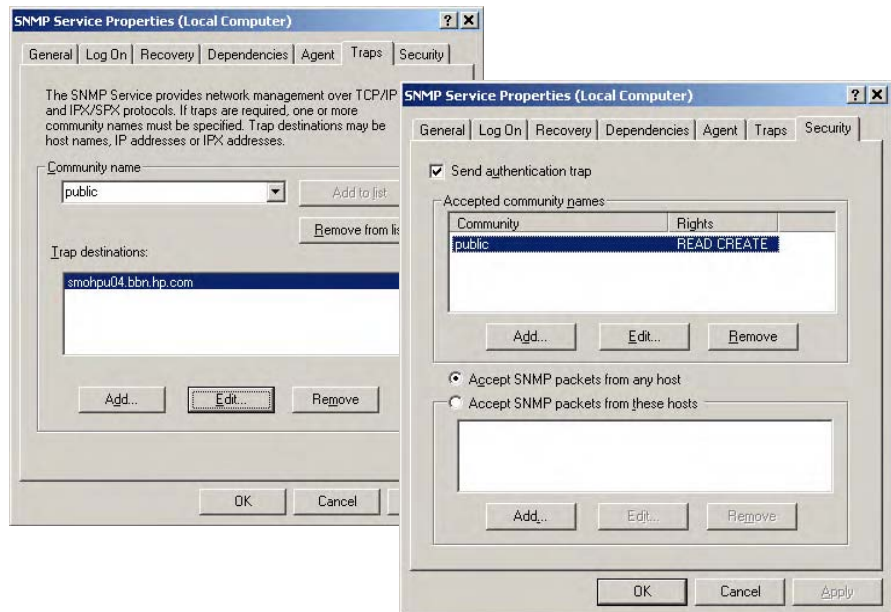 SNMP Service Properties (Local Computer)
General Log On Recovery Dependencies Agent Traps Security
The SNMP Service provides network management over TCP/IP
and IPX/SPX protocols. If traps are required, one or more
community names must be specified. Trap destinations may be
host names, IP addresses or IPX addresses.
Community name
public
Add to list
Remove from lis
Trap destinations:
smohpu04.bbn.hp.com
Add...
Edit...
Remove
OK
Cancel
SNMP Service Properties (Local Computer)
General Log On Recovery Dependencies Agent Traps Security
Send authentication trap
Accepted community names
Community Rights
public READ CREATE
Add...
Edit...
Remove
Accept SNMP packets from any host
Accept SNMP packets from these hosts
Add...
Edit...
Remove
OK
Cancel
Apply